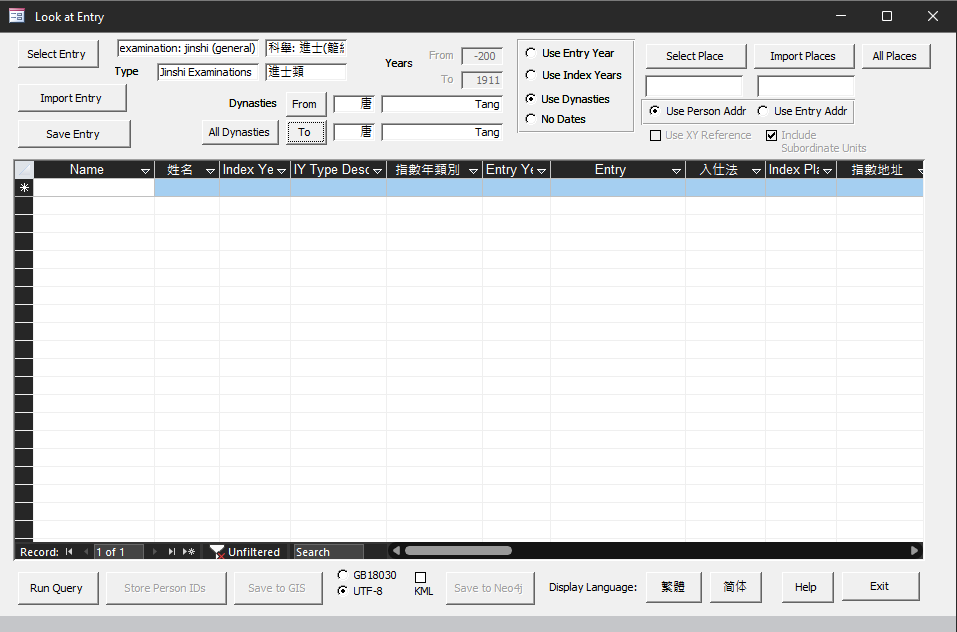 Look at Entry
Select Entry
examination: jinshi (general)
科舉: 進士(籠統
Type
Jinshi Examinations
進士類
Import Entry
Save Entry
Years
From
-200
To
1911
Dynasties
From
唐
Tang
All Dynasties
To
唐
Tang
Use Entry Year
Use Index Years
Use Dynasties
No Dates
Select Place
Import Places
All Places
Use Person Addr
Use Entry Addr
Use XY Reference
Include
Subordinate Units
Name 姓名 Index Ye IY Type Desc 指數年類別 Entry Ye Entry 入仕法 Index Pla 指數地址
Record: 1 of 1 Unfiltered Search
Run Query
Store Person IDs
Save to GIS
GB18030
UTF-8
KML
Save to Neo4j
Display Language:
繁體
简体
Help
Exit